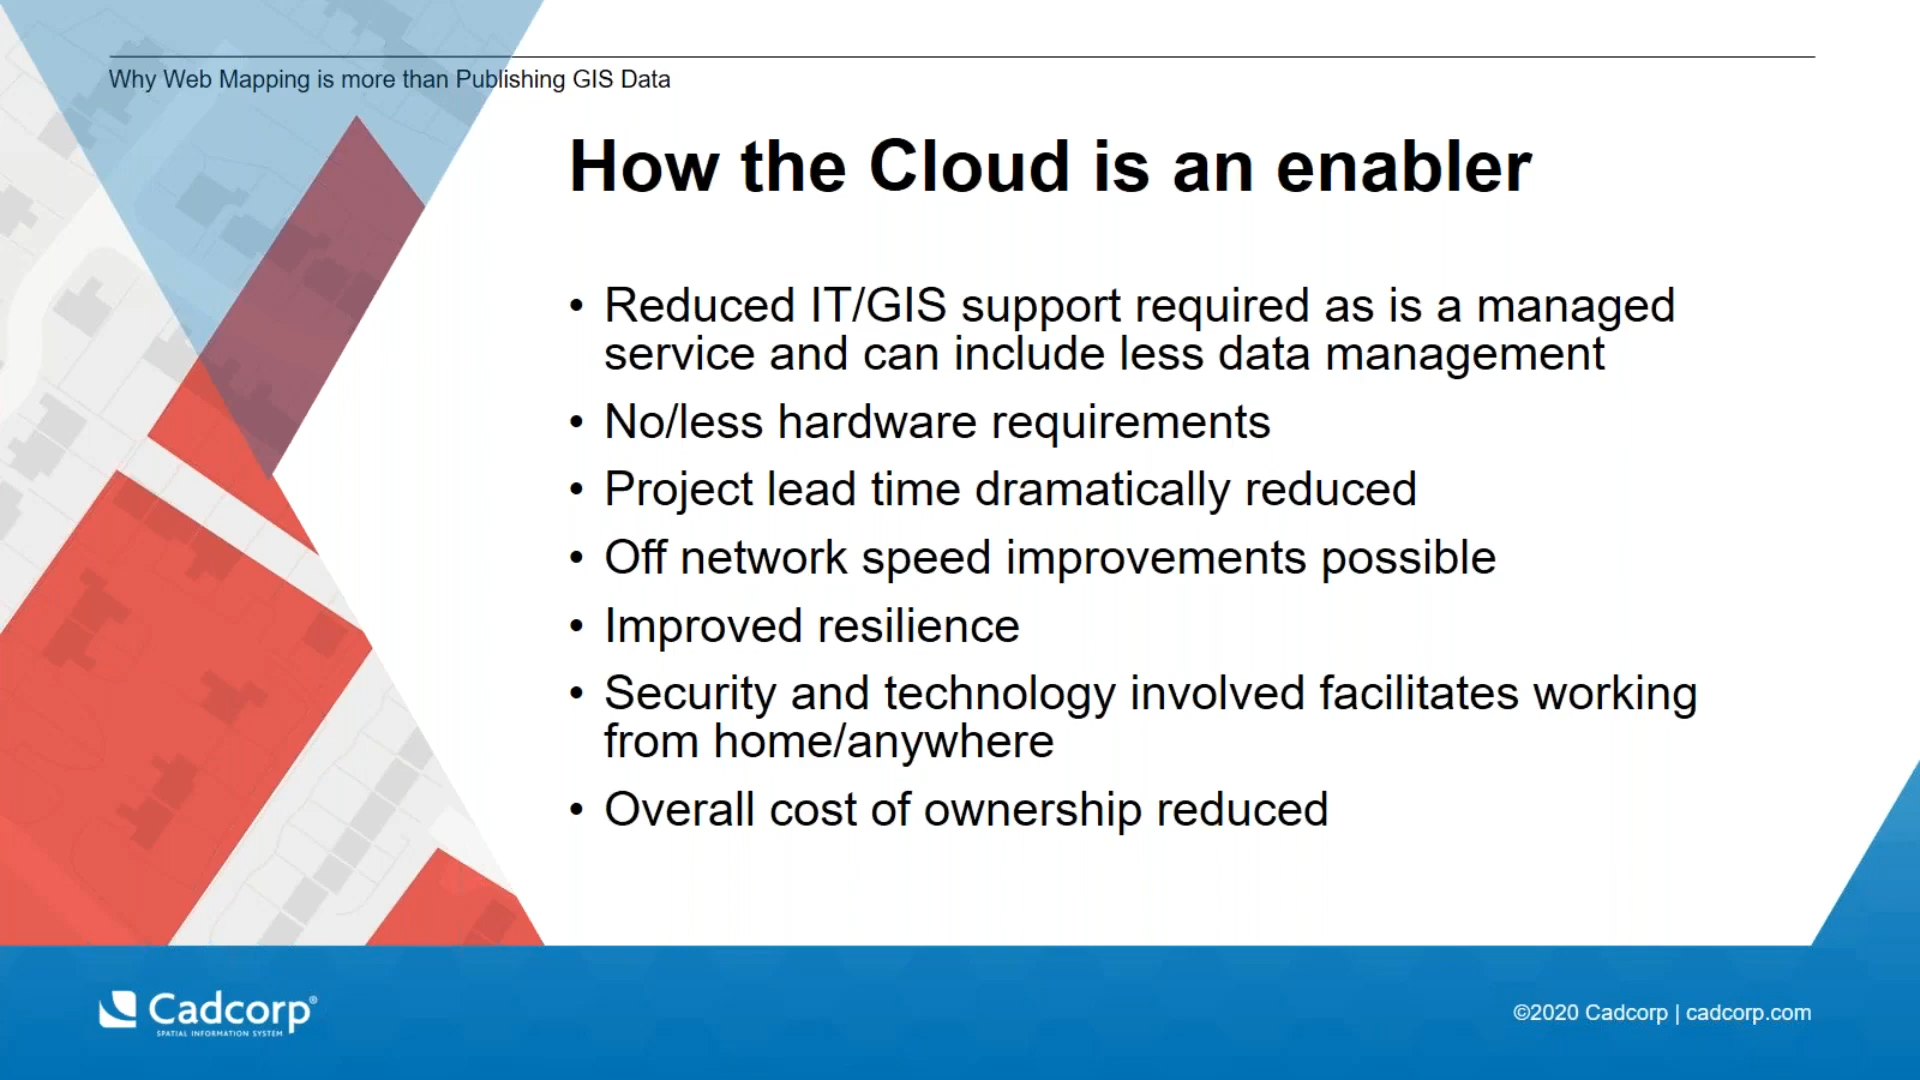 Why Web Mapping is more than Publishing GIS Data
How the Cloud is an enabler
• Reduced IT/GIS support required as is a managed
service and can include less data management
• No/less hardware requirements
• Project lead time dramatically reduced
• Off network speed improvements possible
• Improved resilience
• Security and technology involved facilitates working
from home/anywhere
• Overall cost of ownership reduced
Cadcorp®
SPATIAL INFORMATION SYSTEM
©2020 Cadcorp | cadcorp.com